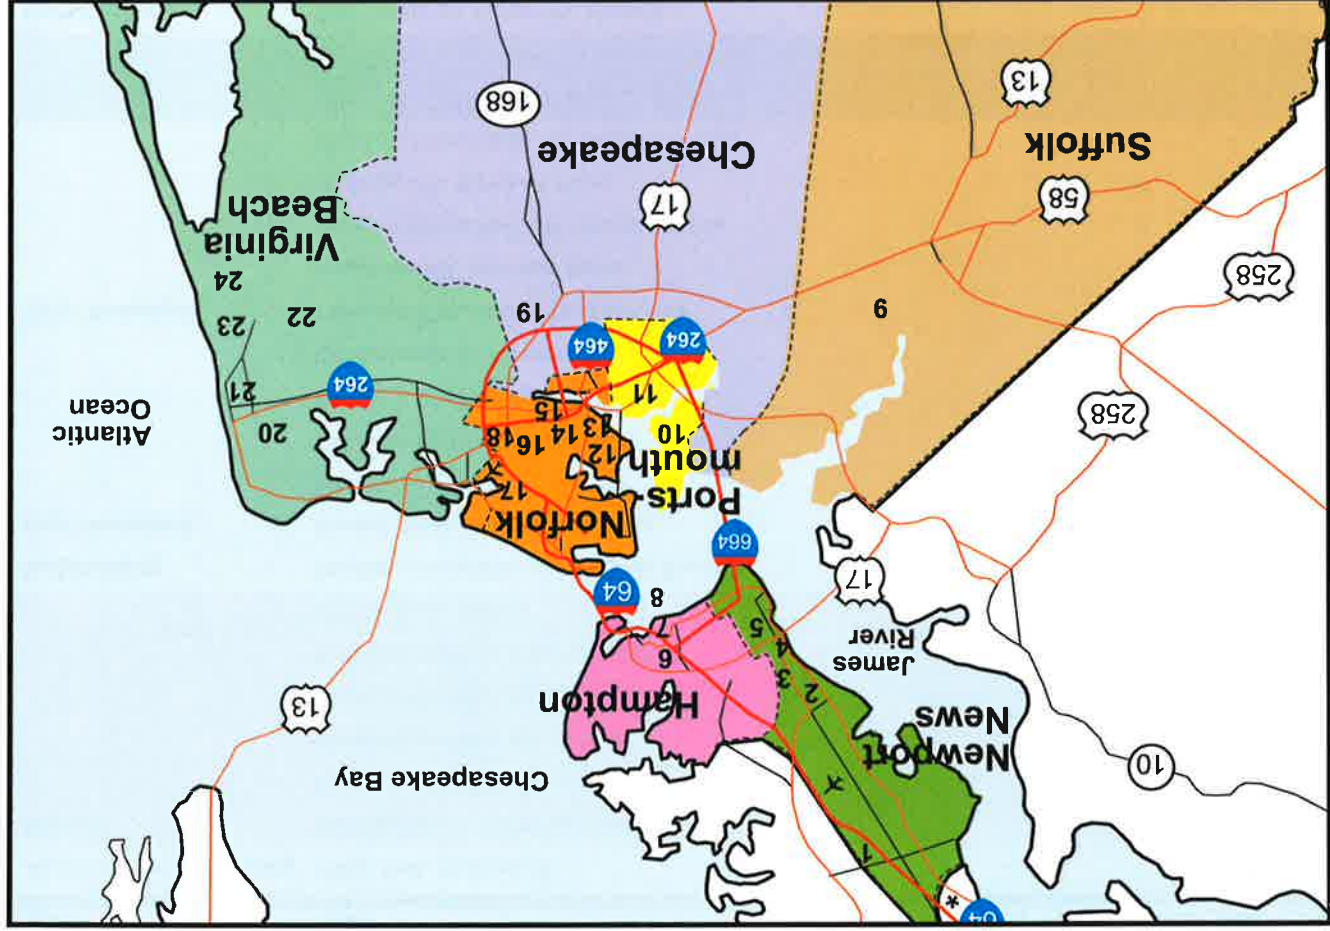 64
*
1
Chesapeake Bay
10
Newport
News
13
Hampton
2
3
James
River
6
4
7
5
8
64
17
664
Norfolk
Ports-
mouth
17
12
10
16
18
13
14
15
20
Atlantic
Ocean
258
11
21
264
264
464
9
19
22
23
258
24
Virginia
Beach
17
58
Suffolk
Chesapeake
168
13